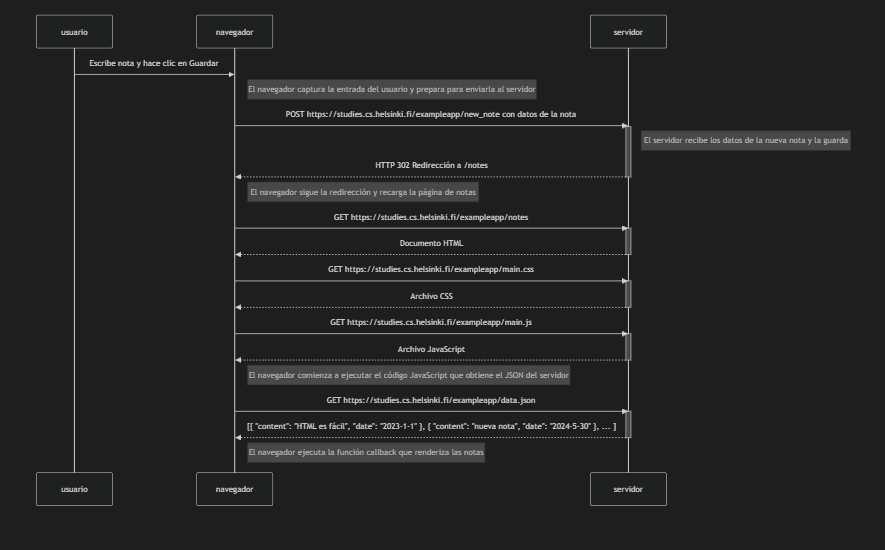 usuario
navegador
servidor
Escribe nota y hace clic en Guardar
El navegador captura la entrada del usuario y prepara para enviarla al servidor
POST https://studies.cs.helsinki.fi/exampleapp/new_note con datos de la nota
El servidor recibe los datos de la nueva nota y la guarda
HTTP 302 Redirección a /notes
El navegador sigue la redirección y recarga la página de notas
GET https://studies.cs.helsinki.fi/exampleapp/notes
Documento HTML
GET https://studies.cs.helsinki.fi/exampleapp/main.css
Archivo CSS
GET https://studies.cs.helsinki.fi/exampleapp/main.js
Archivo JavaScript
El navegador comienza a ejecutar el código JavaScript que obtiene el JSON del servidor
GET https://studies.cs.helsinki.fi/exampleapp/data.json
[{ "content": "HTML es fácil", "date": "2023-1-1" }, { "content": "nueva nota", "date": "2024-5-30" }, ... ]
El navegador ejecuta la función callback que renderiza las notas
usuario
navegador
servidor